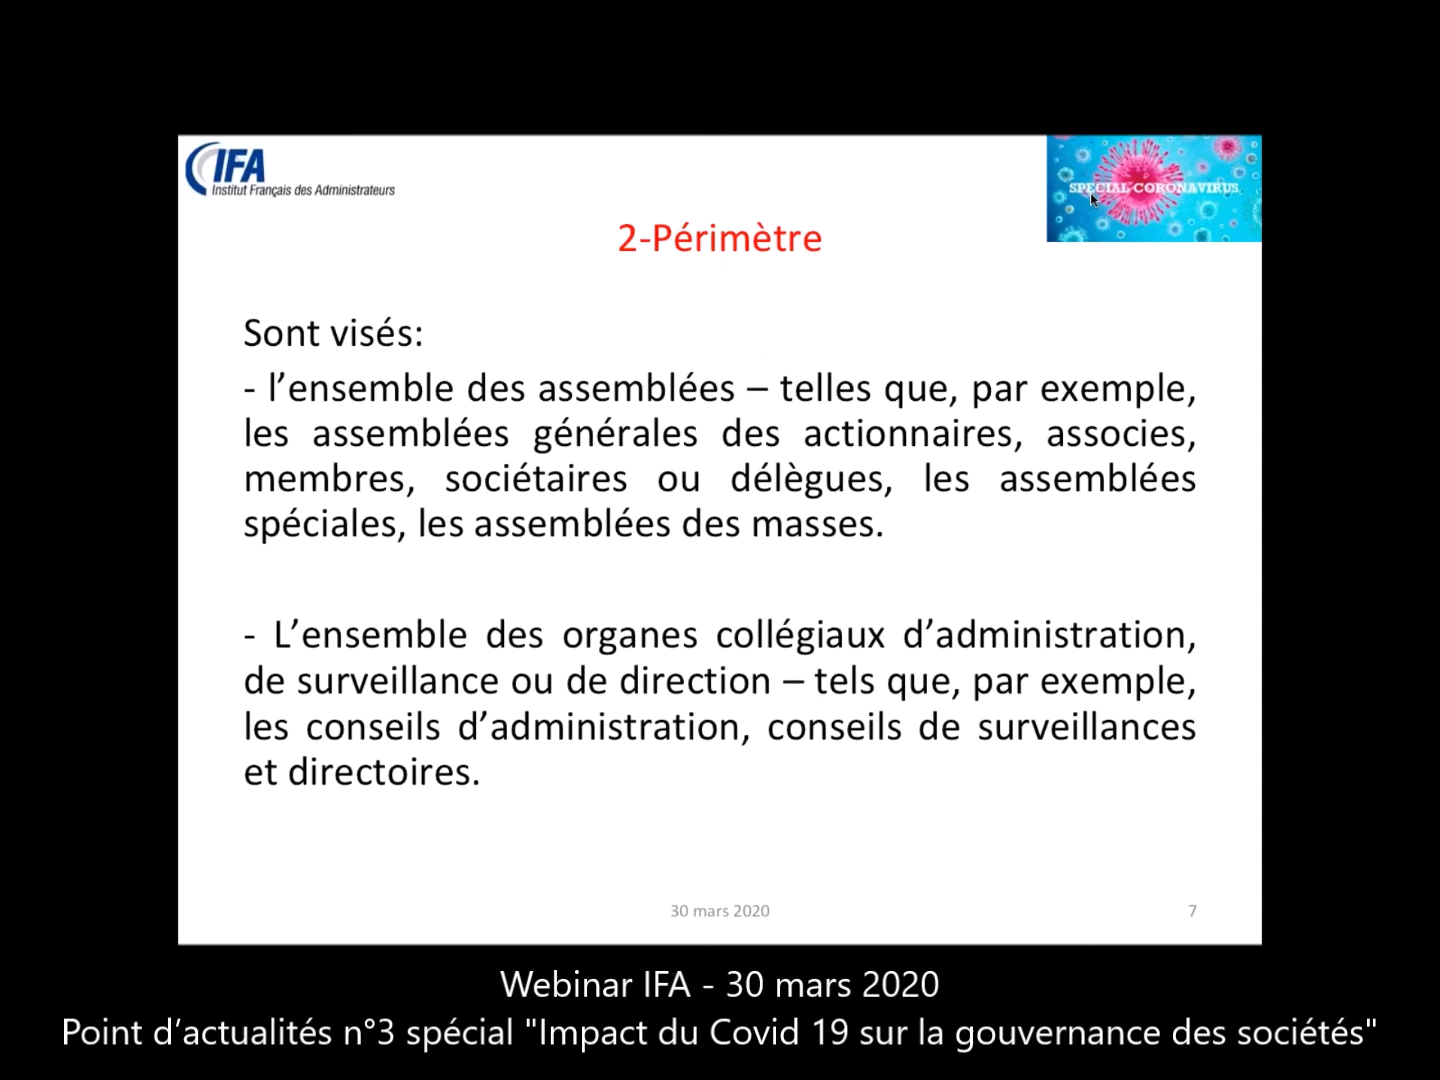 IFA
Institut Français des Administrateurs
SPECIAL CORONAVIRUS
2-Périmètre
Sont visés:
- l’ensemble des assemblées – telles que, par exemple,
les assemblées générales des actionnaires, associes,
membres, sociétaires ou délègues, les assemblées
spéciales, les assemblées des masses.
- L’ensemble des organes collégiaux d’administration,
de surveillance ou de direction – tels que, par exemple,
les conseils d’administration, conseils de surveillances
et directoires.
30 mars 2020
7
Webinar IFA - 30 mars 2020
Point d’actualités n°3 spécial "Impact du Covid 19 sur la gouvernance des sociétés"